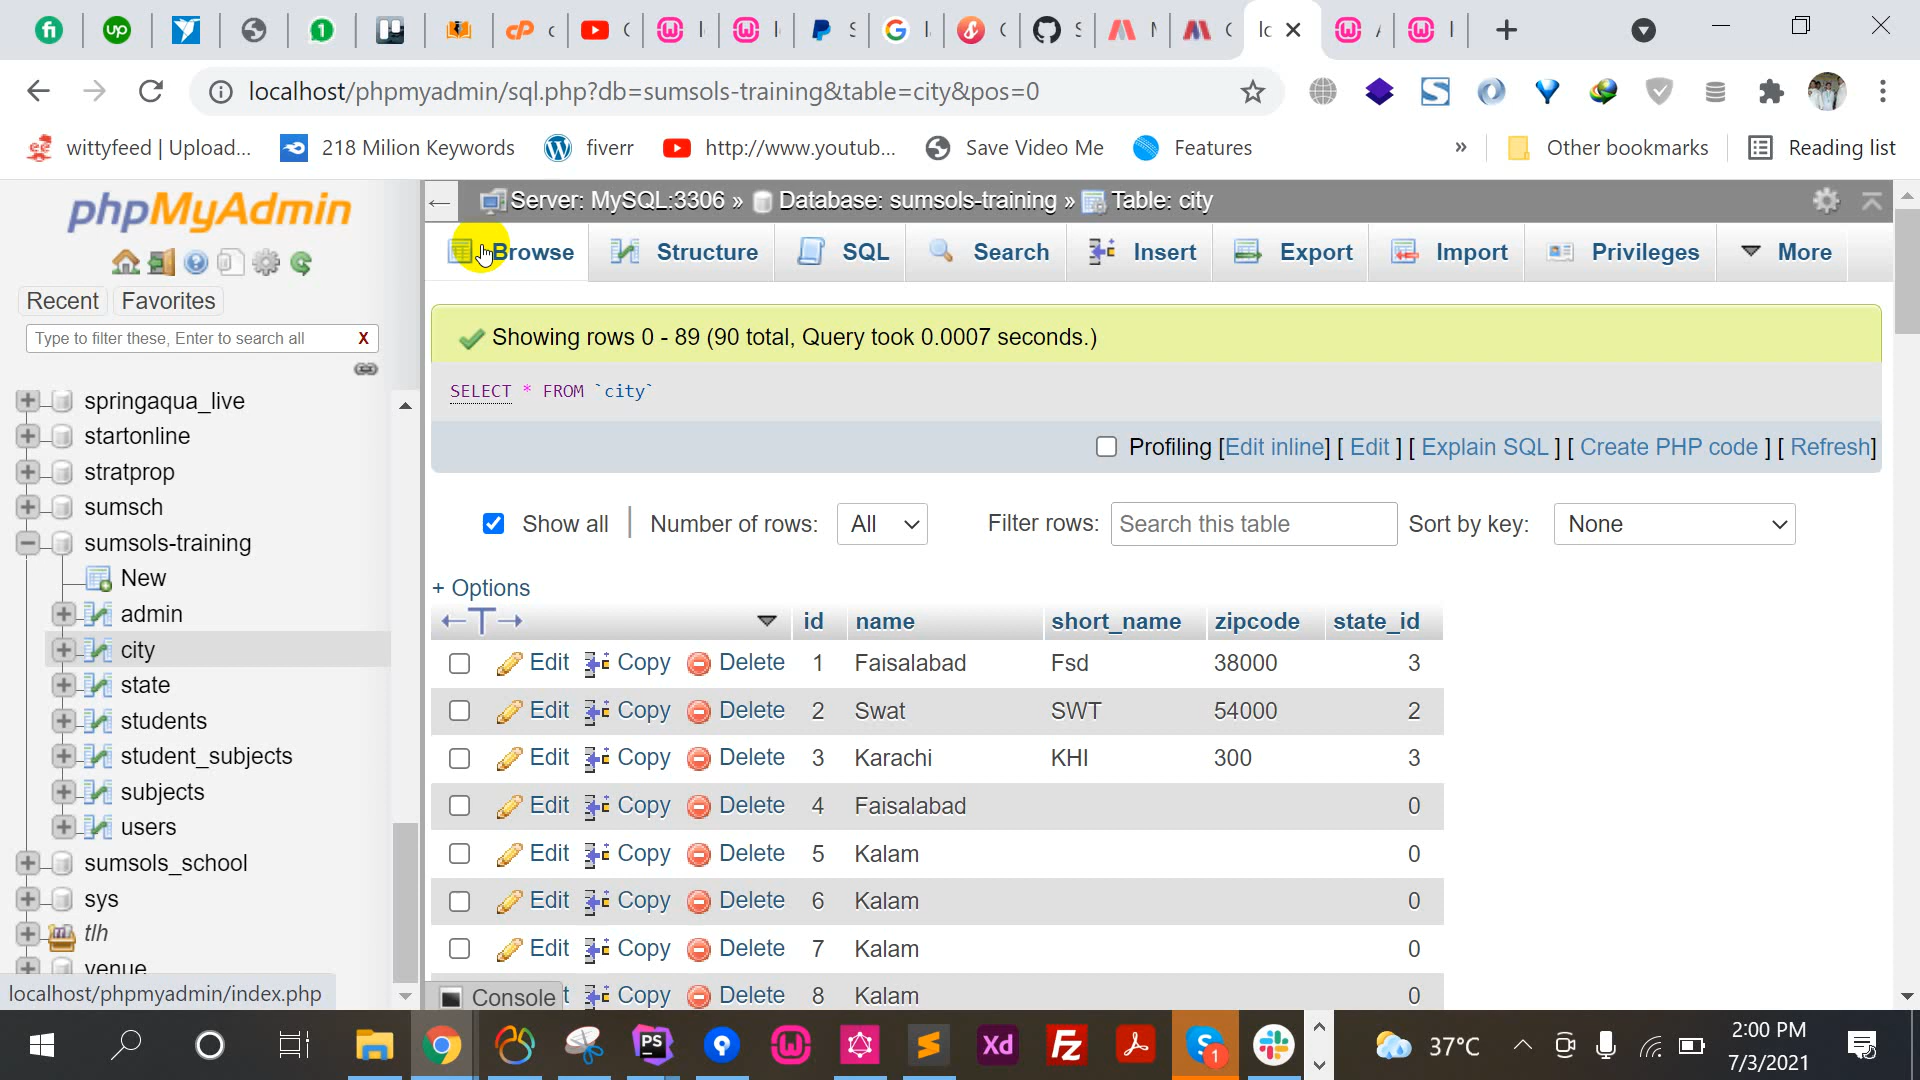 localhost/phpmyadmin/sql.php?db=sumsols-training&table=city&pos=0
wittyfeed | Upload... 218 Milion Keywords fiverr http://www.youtub... Save Video Me Features » Other bookmarks Reading list
phpMyAdmin
Recent Favorites
Type to filter these, Enter to search all X
springaqua_live
startonline
stratprop
sumsch
sumsols-training
New
admin
city
state
students
student_subjects
subjects
users
sumsols_school
sys
tlh
venue
localhost/phpmyadmin/index.php
Server: MySQL:3306 » Database: sumsols-training » Table: city
Browse Structure SQL Search Insert Export Import Privileges More
Showing rows 0 - 89 (90 total, Query took 0.0007 seconds.)
SELECT * FROM `city`
Profiling [Edit inline] [ Edit ] [ Explain SQL ] [ Create PHP code ] [ Refresh]
Show all Number of rows: All Filter rows: Search this table Sort by key: None
+ Options
←T→ id name short_name zipcode state_id
Edit Copy Delete 1 Faisalabad Fsd 38000 3
Edit Copy Delete 2 Swat SWT 54000 2
Edit Copy Delete 3 Karachi KHI 300 3
Edit Copy Delete 4 Faisalabad 0
Edit Copy Delete 5 Kalam 0
Edit Copy Delete 6 Kalam 0
Edit Copy Delete 7 Kalam 0
Console Copy Delete 8 Kalam 0
37°C 2:00 PM
7/3/2021